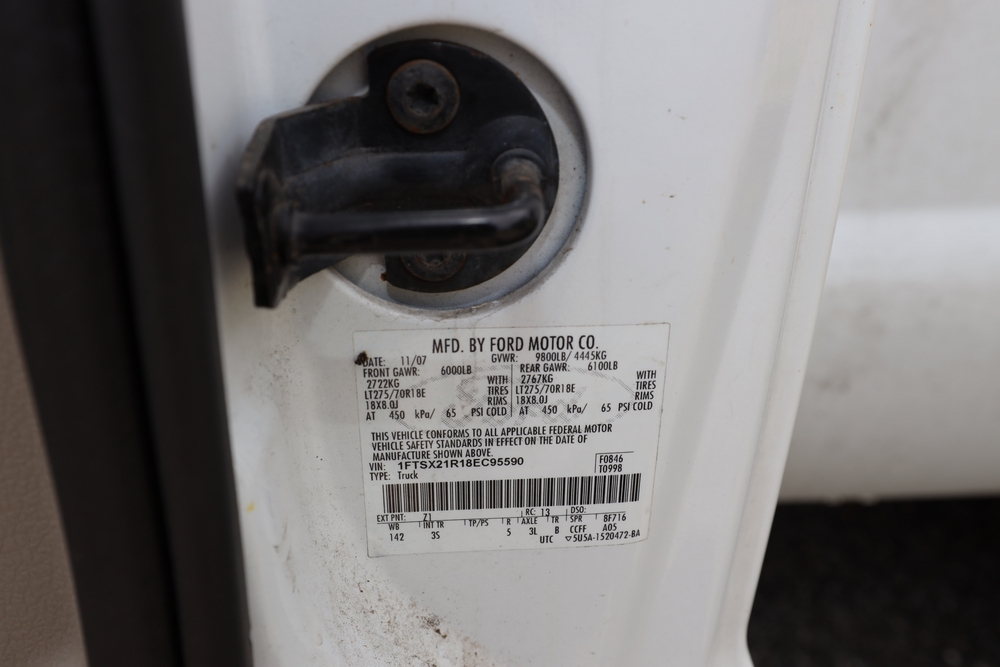 MFD. BY FORD MOTOR CO.
DATE: 11/07 GVWR: 9800LB/ 4445KG
FRONT GAWR: 6000LB REAR GAWR: 6100LB
2722KG WITH 2767KG WITH
LT275/70R18E TIRES LT275/70R18E TIRES
18X8.0J RIMS 18X8.0J RIMS
AT 450 kPa/ 65 PSI COLD AT 450 kPa/ 65 PSI COLD
THIS VEHICLE CONFORMS TO ALL APPLICABLE FEDERAL MOTOR
VEHICLE SAFETY STANDARDS IN EFFECT ON THE DATE OF
MANUFACTURE SHOWN ABOVE.
VIN: 1FTSX21R18EC95590 F0846
TYPE: Truck T0998
EXT PNT: Z1 RC: 13 DSO:
WB INT TR TP/PS R AXLE TR SPR 8F716
142 3S 5 3L B CCFF A05
UTC ▽5U5A-1520472-BA